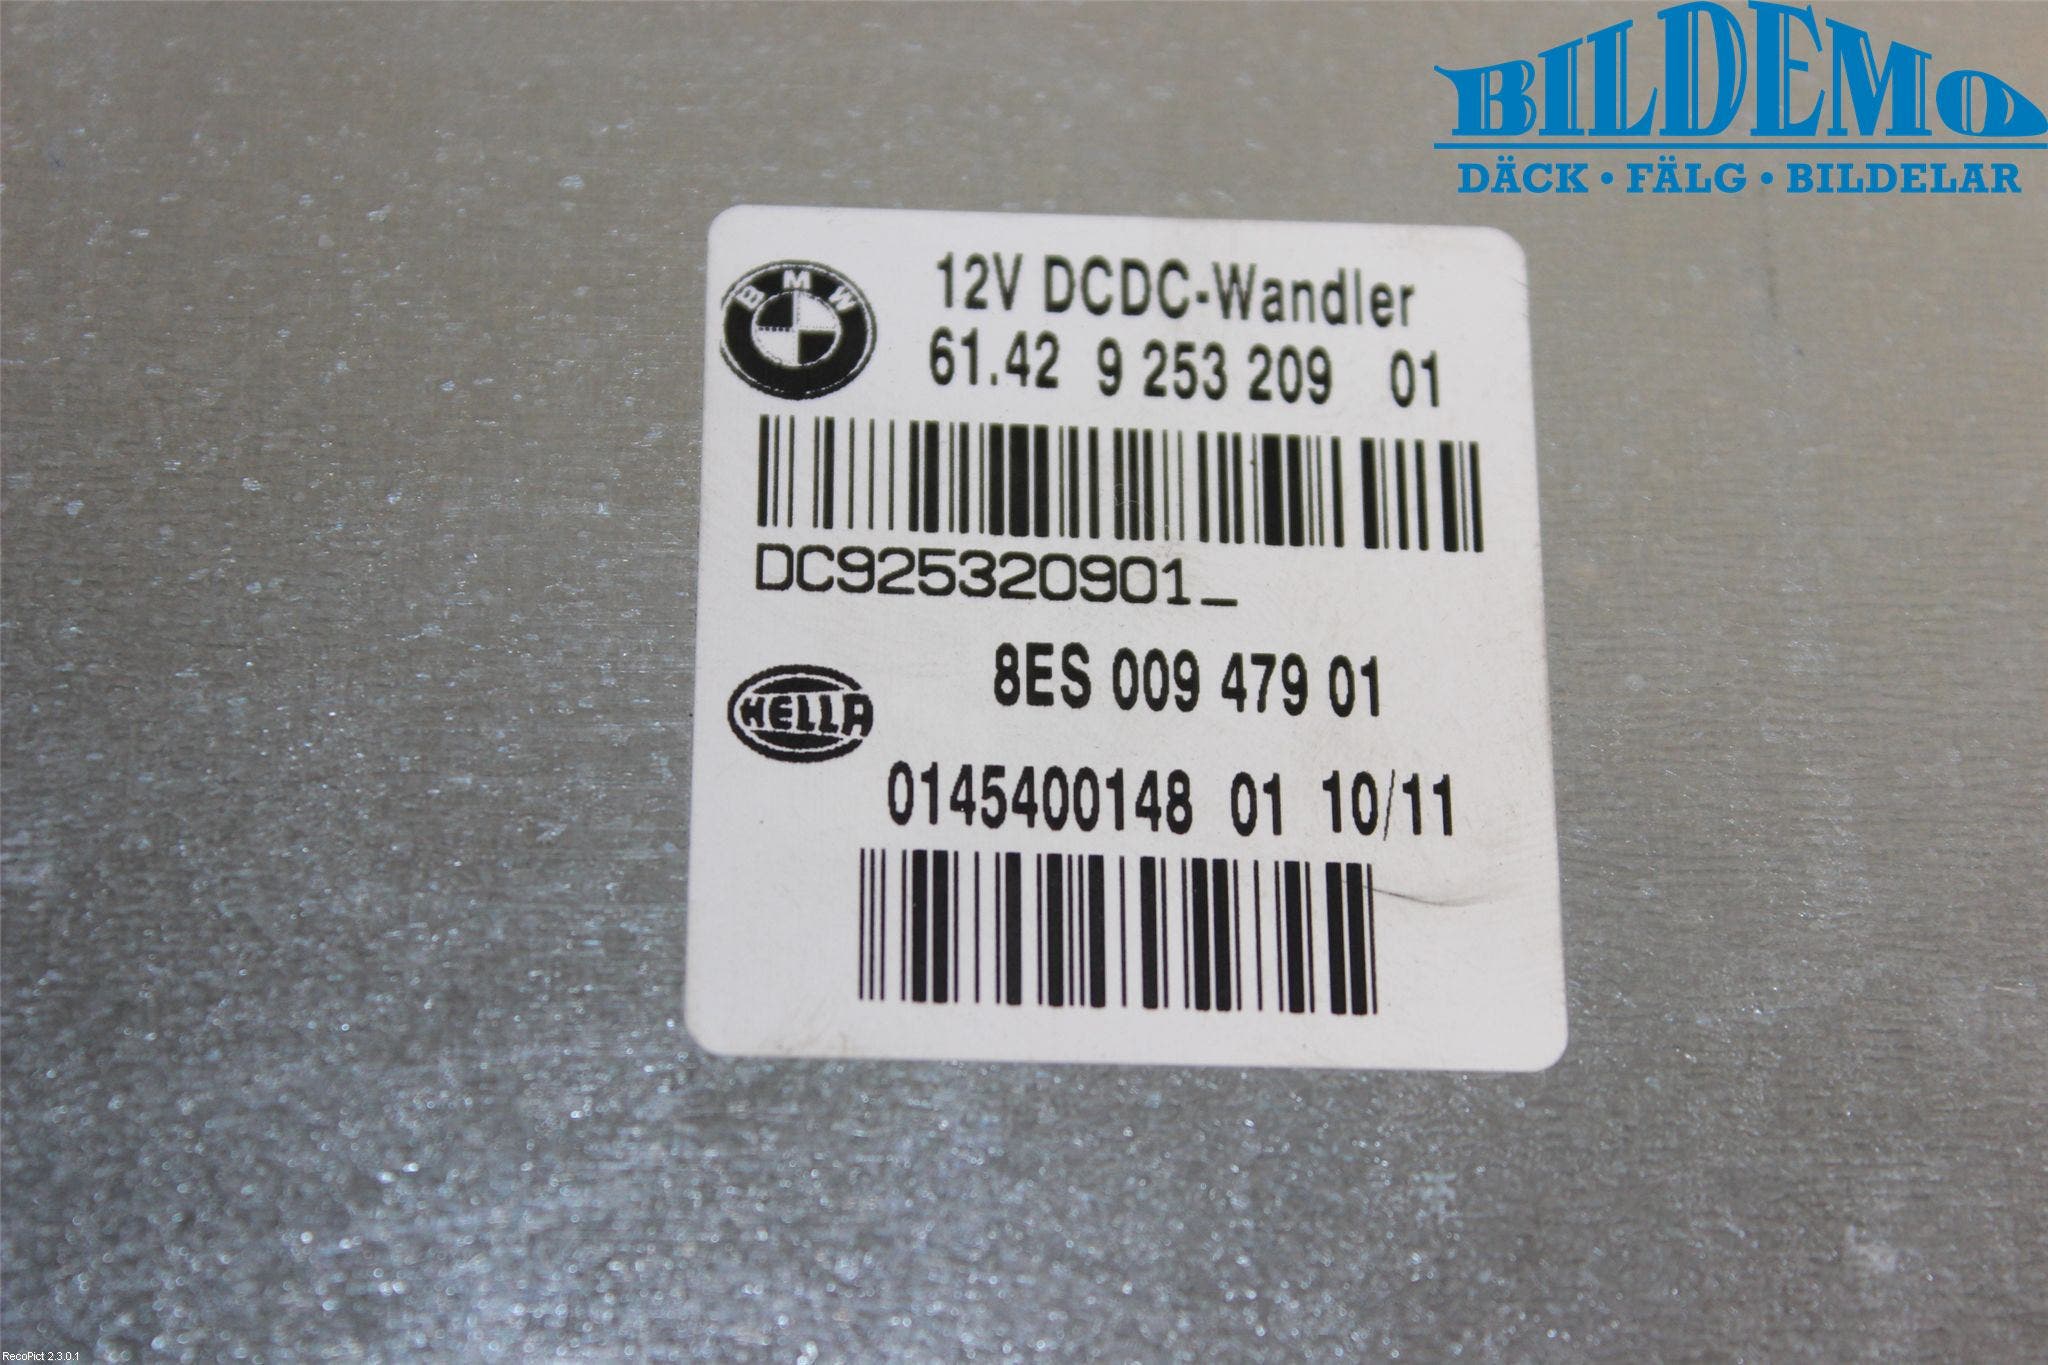 BILDEMO
DÄCK • FÄLG • BILDELAR
BMW
12V DCDC-Wandler
61.42 9 253 209 01
DC925320901_
8ES 009 479 01
HELLA
0145400148 01 10/11
RecoPict 2.3.0.1